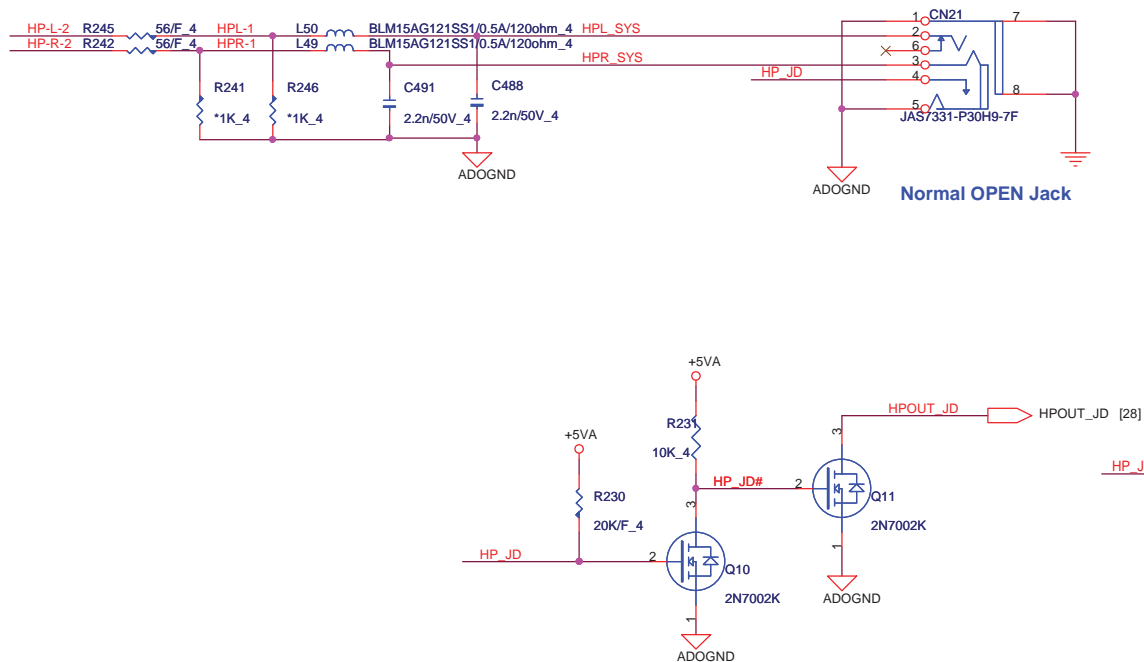 HP-L-2 R245 56/F_4 HPL-1 L50 BLM15AG121SS1/0.5A/120ohm_4 HPL_SYS
HP-R-2 R242 56/F_4 HPR-1 L49 BLM15AG121SS1/0.5A/120ohm_4
HPR_SYS
HP_JD
R241
*1K_4
R246
*1K_4
C491
2.2n/50V_4
C488
2.2n/50V_4
ADOGND
1
2
6
3
4
5
CN21
7
8
JAS7331-P30H9-7F
ADOGND
Normal OPEN Jack
+5VA
R231
10K_4
HPOUT_JD
HPOUT_JD [28]
+5VA
R230
20K/F_4
HP_JD#
2
3
Q11
2N7002K
1
ADOGND
HP_J
HP_JD
2
3
Q10
2N7002K
1
ADOGND